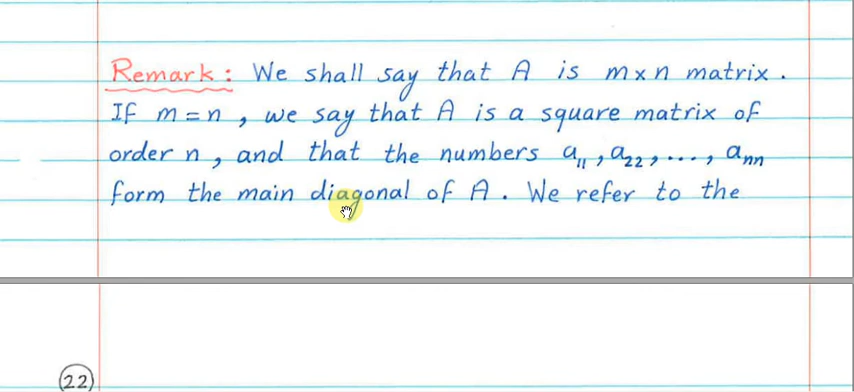 Remark : We shall say that A is m x n matrix .
If m = n , we say that A is a square matrix of
order n , and that the numbers a₁₁ , a₂₂ , ... , aₙₙ
form the main diagonal of A . We refer to the
22